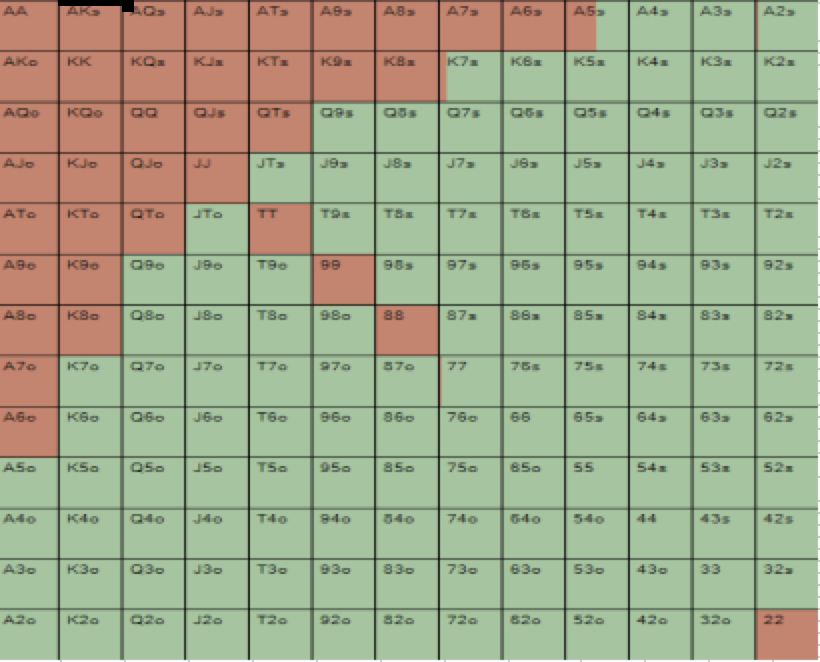 AA AKs AQs AJs ATs A9s A8s A7s A6s A5s A4s A3s A2s
AKo KK KQs KJs KTs K9s K8s K7s K6s K5s K4s K3s K2s
AQo KQo QQ QJs QTs Q9s Q8s Q7s Q6s Q5s Q4s Q3s Q2s
AJo KJo QJo JJ JTs J9s J8s J7s J6s J5s J4s J3s J2s
ATo KTo QTo JTo TT T9s T8s T7s T6s T5s T4s T3s T2s
A9o K9o Q9o J9o T9o 99 98s 97s 96s 95s 94s 93s 92s
A8o K8o Q8o J8o T8o 98o 88 87s 86s 85s 84s 83s 82s
A7o K7o Q7o J7o T7o 97o 87o 77 76s 75s 74s 73s 72s
A6o K6o Q6o J6o T6o 96o 86o 76o 66 65s 64s 63s 62s
A5o K5o Q5o J5o T5o 95o 85o 75o 65o 55 54s 53s 52s
A4o K4o Q4o J4o T4o 94o 84o 74o 64o 54o 44 43s 42s
A3o K3o Q3o J3o T3o 93o 83o 73o 63o 53o 43o 33 32s
A2o K2o Q2o J2o T2o 92o 82o 72o 62o 52o 42o 32o 22